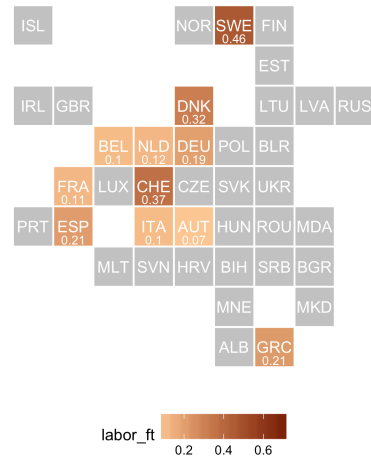 ISL NOR SWE FIN
0.46
EST
IRL GBR DNK LTU LVA RUS
0.32
BEL NLD DEU POL BLR
0.1 0.12 0.19
FRA LUX CHE CZE SVK UKR
0.11 0.37
PRT ESP ITA AUT HUN ROU MDA
0.21 0.1 0.07
MLT SVN HRV BIH SRB BGR
MNE MKD
ALB GRC
0.21
labor_ft
0.2 0.4 0.6